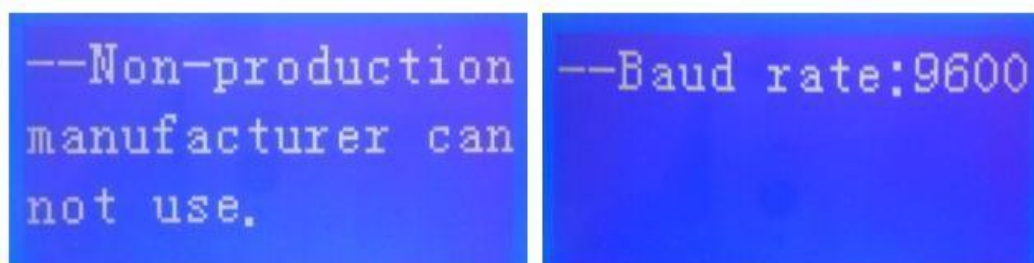 --Non-production
manufacturer can
not use.
--Baud rate:9600